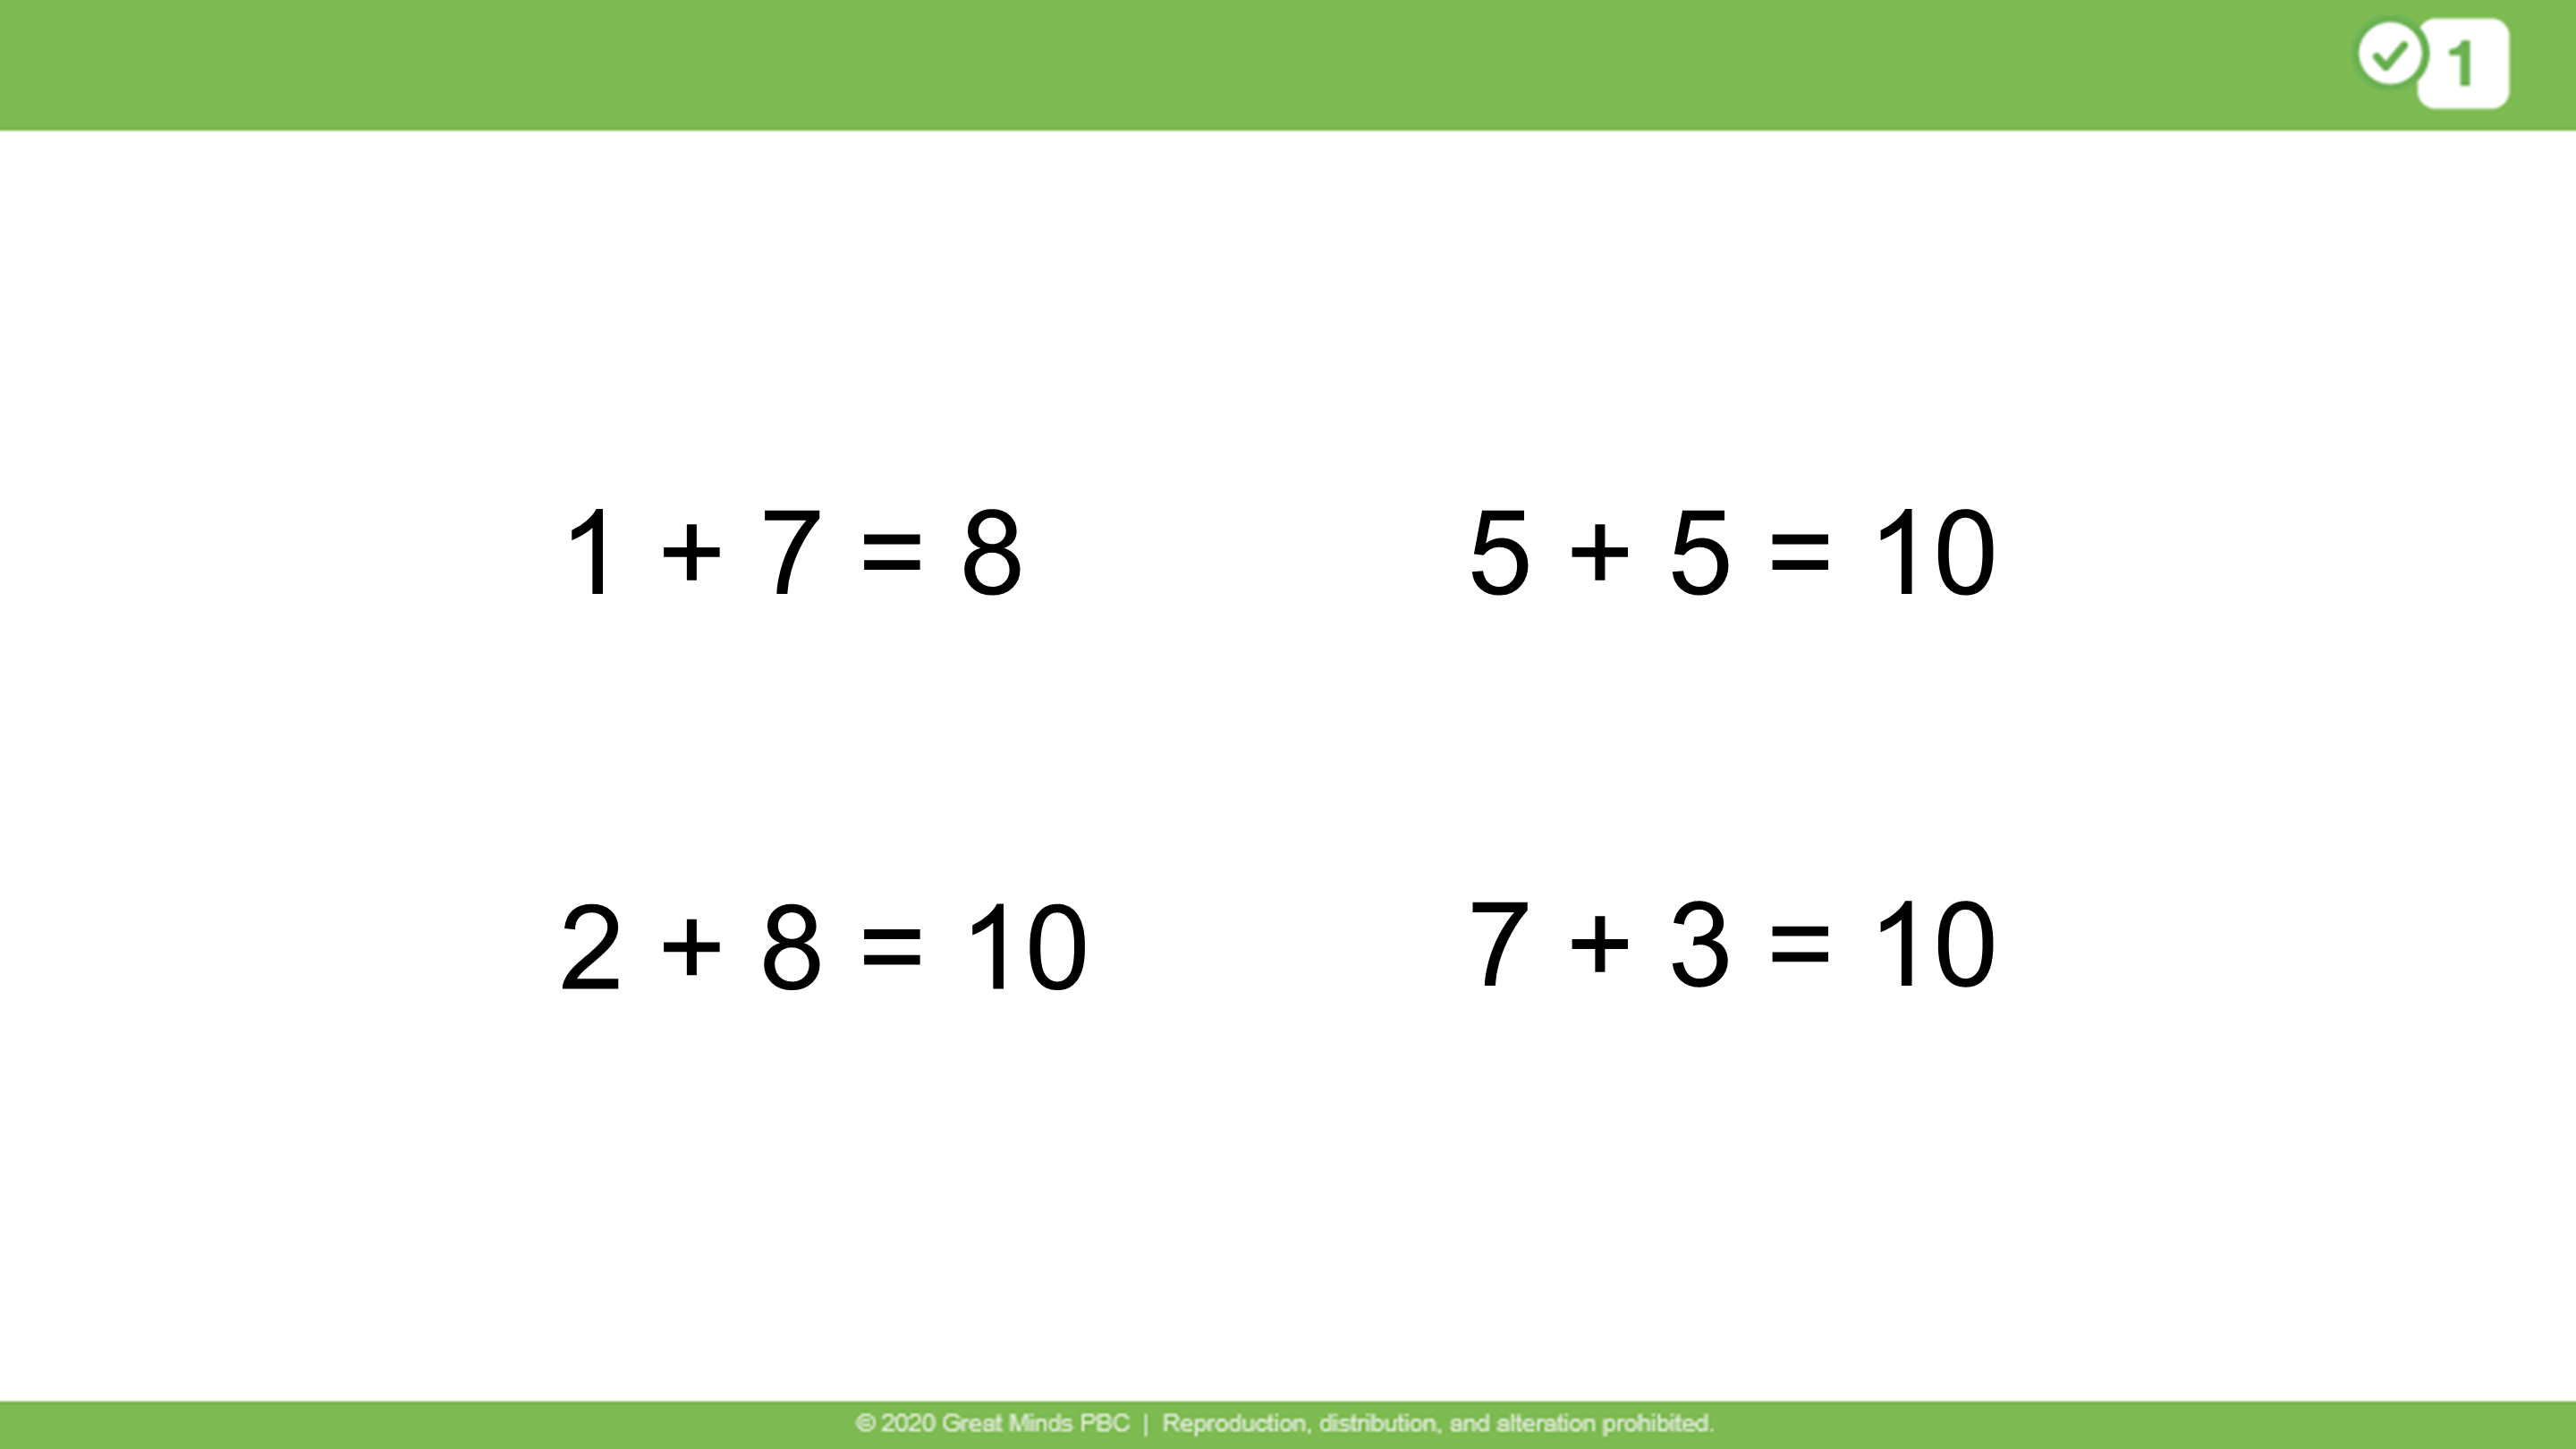 1
1 + 7 = 8
5 + 5 = 10
2 + 8 = 10
7 + 3 = 10
© 2020 Great Minds PBC | Reproduction, distribution, and alteration prohibited.